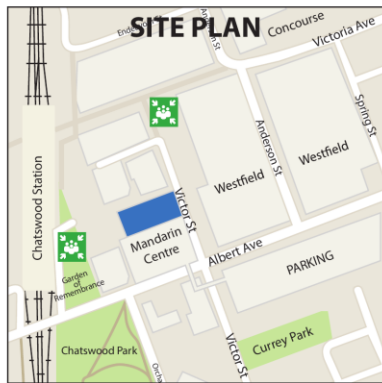 SITE PLAN
Concourse
Victoria Ave
Anderson St
Spring St
Westfield
Westfield
Chatswood Station
Victor St
Mandarin
Centre
Albert Ave
PARKING
Garden
of
Remembrance
Chatswood Park
Victor St
Currey Park